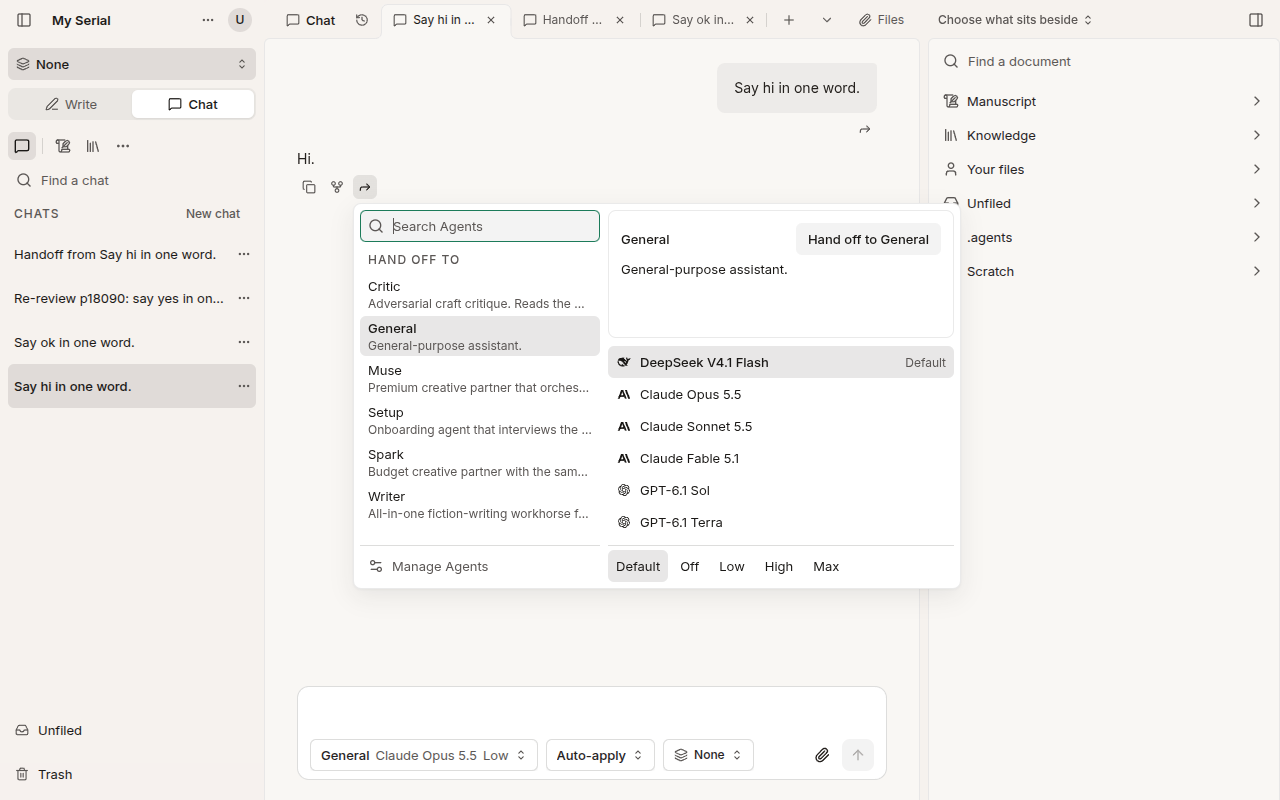 My Serial
U
Chat
Say hi in ...
Handoff ...
Say ok in...
Files
Choose what sits beside
None
Write
Chat
Find a chat
CHATS
New chat
Handoff from Say hi in one word.
Re-review p18090: say yes in on...
Say ok in one word.
Say hi in one word.
Unfiled
Trash
Say hi in one word.
Hi.
Search Agents
HAND OFF TO
Critic
Adversarial craft critique. Reads the ...
General
General-purpose assistant.
Muse
Premium creative partner that orches...
Setup
Onboarding agent that interviews the ...
Spark
Budget creative partner with the sam...
Writer
All-in-one fiction-writing workhorse f...
Manage Agents
General
Hand off to General
General-purpose assistant.
DeepSeek V4.1 Flash Default
Claude Opus 5.5
Claude Sonnet 5.5
Claude Fable 5.1
GPT-6.1 Sol
GPT-6.1 Terra
Default Off Low High Max
General Claude Opus 5.5 Low
Auto-apply
None
Find a document
Manuscript
Knowledge
Your files
Unfiled
.agents
Scratch